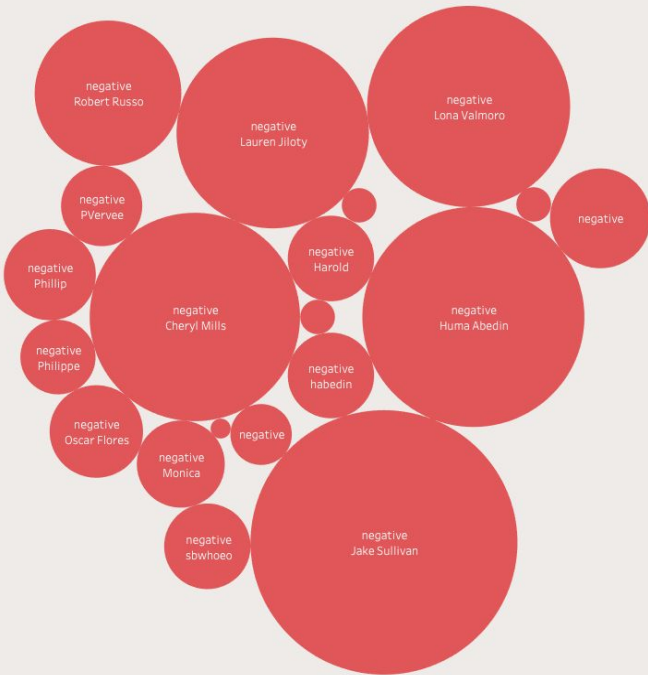 negative
Robert Russo
negative
Lauren Jiloty
negative
Lona Valmoro
negative
PVervee
negative
negative
Phillip
negative
Harold
negative
Cheryl Mills
negative
Huma Abedin
negative
Philippe
negative
habedin
negative
Oscar Flores
negative
negative
Monica
negative
sbwhoeo
negative
Jake Sullivan